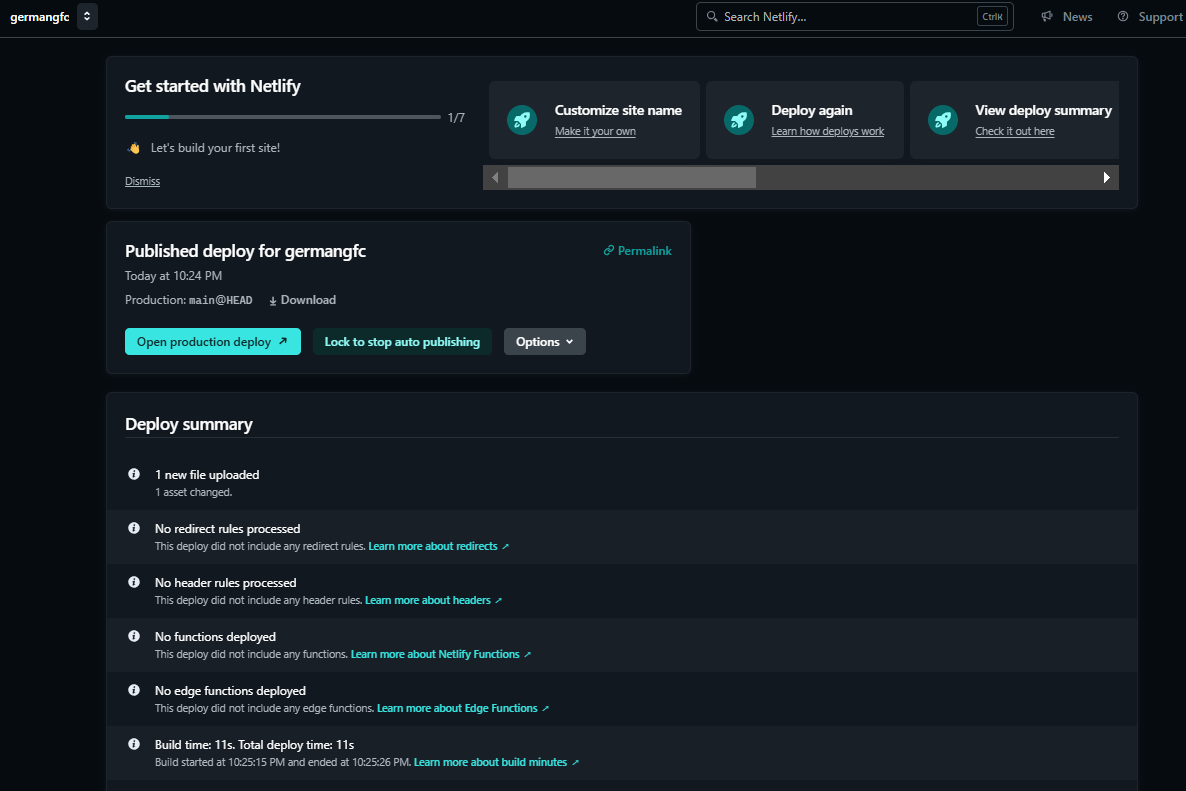 germangfc
Search Netlify...
Ctrl K
News
Support
Get started with Netlify
1/7
Let's build your first site!
Dismiss
Customize site name
Make it your own
Deploy again
Learn how deploys work
View deploy summary
Check it out here
Published deploy for germangfc
Permalink
Today at 10:24 PM
Production: main@HEAD Download
Open production deploy ↗
Lock to stop auto publishing
Options
Deploy summary
1 new file uploaded
1 asset changed.
No redirect rules processed
This deploy did not include any redirect rules. Learn more about redirects ↗
No header rules processed
This deploy did not include any header rules. Learn more about headers ↗
No functions deployed
This deploy did not include any functions. Learn more about Netlify Functions ↗
No edge functions deployed
This deploy did not include any edge functions. Learn more about Edge Functions ↗
Build time: 11s. Total deploy time: 11s
Build started at 10:25:15 PM and ended at 10:25:26 PM. Learn more about build minutes ↗